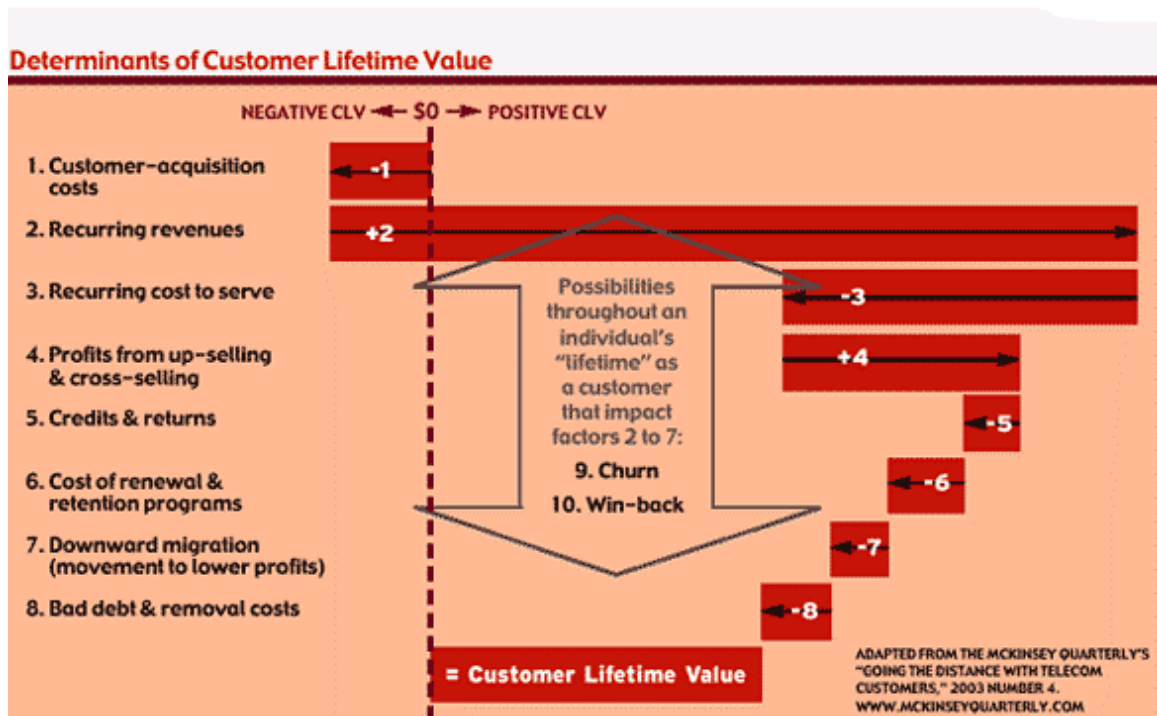 Determinants of Customer Lifetime Value
NEGATIVE CLV $0 POSITIVE CLV
1. Customer-acquisition
costs
-1
2. Recurring revenues
+2
3. Recurring cost to serve
-3
4. Profits from up-selling
& cross-selling
+4
5. Credits & returns
-5
6. Cost of renewal &
retention programs
-6
7. Downward migration
(movement to lower profits)
-7
8. Bad debt & removal costs
-8
Possibilities
throughout an
individual's
"lifetime" as
a customer
that impact
factors 2 to 7:
9. Churn
10. Win-back
= Customer Lifetime Value
ADAPTED FROM THE MCKINSEY QUARTERLY'S
"GOING THE DISTANCE WITH TELECOM
CUSTOMERS," 2003 NUMBER 4.
WWW.MCKINSEYQUARTERLY.COM